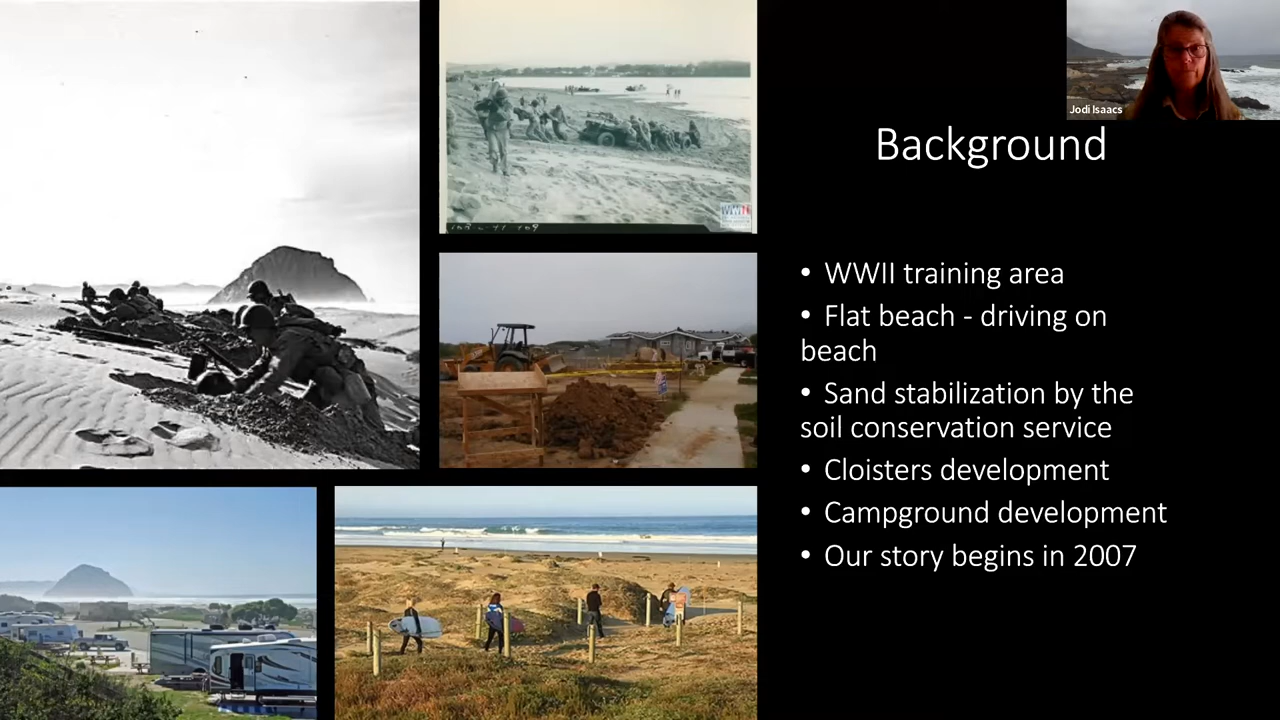 Jodi Isaacs
Background
• WWII training area
• Flat beach - driving on
beach
• Sand stabilization by the
soil conservation service
• Cloisters development
• Campground development
• Our story begins in 2007